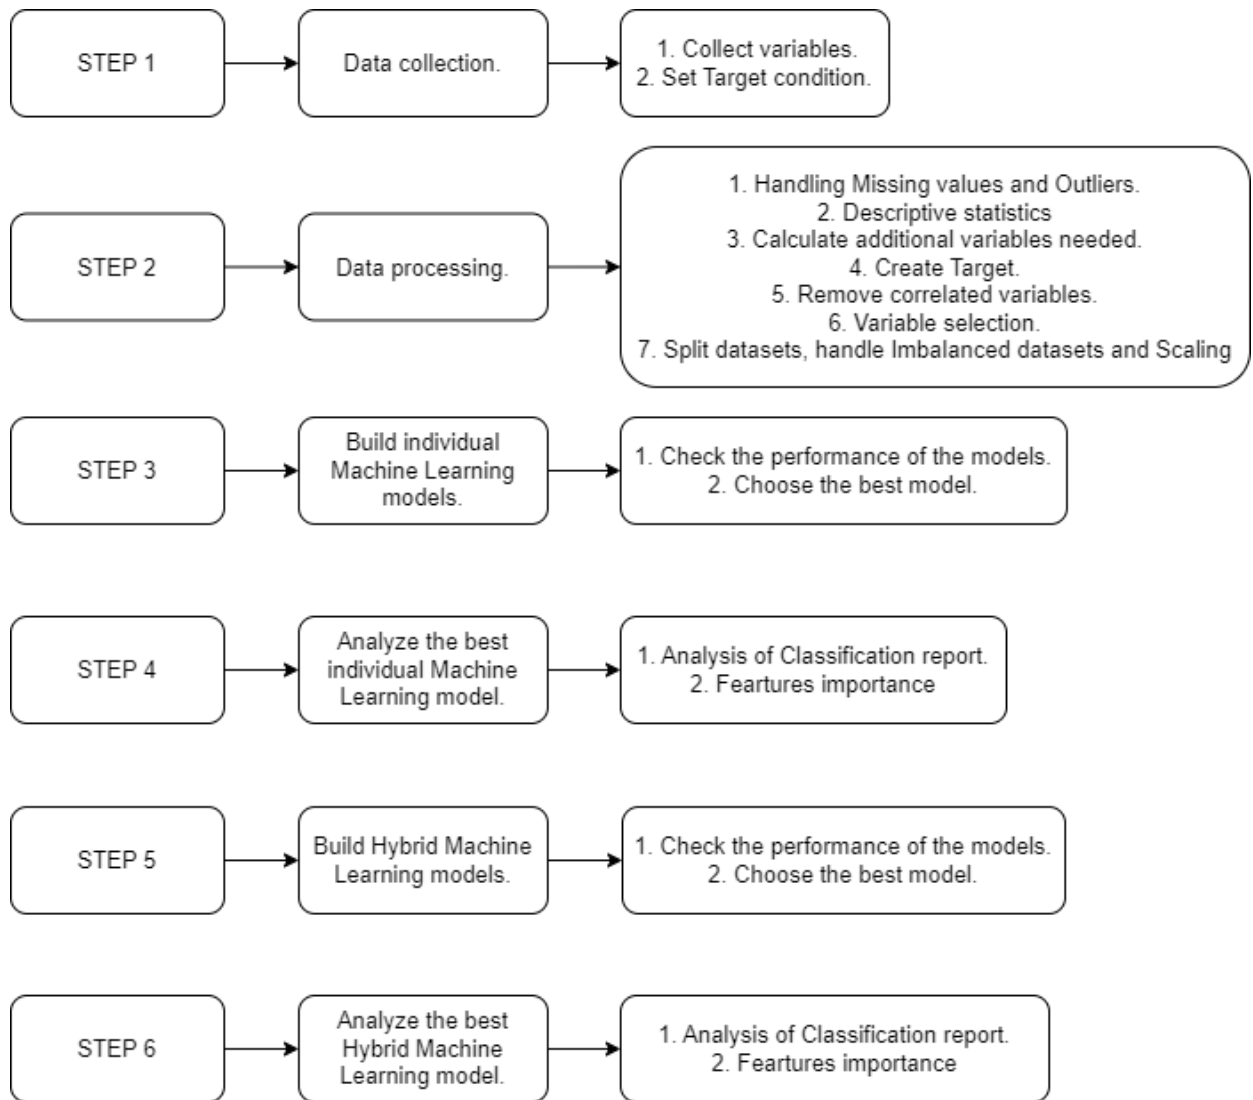 STEP 1
Data collection.
1. Collect variables.
2. Set Target condition.
STEP 2
Data processing.
1. Handling Missing values and Outliers.
2. Descriptive statistics
3. Calculate additional variables needed.
4. Create Target.
5. Remove correlated variables.
6. Variable selection.
7. Split datasets, handle Imbalanced datasets and Scaling
STEP 3
Build individual
Machine Learning
models.
1. Check the performance of the models.
2. Choose the best model.
STEP 4
Analyze the best
individual Machine
Learning model.
1. Analysis of Classification report.
2. Feartures importance
STEP 5
Build Hybrid Machine
Learning models.
1. Check the performance of the models.
2. Choose the best model.
STEP 6
Analyze the best
Hybrid Machine
Learning model.
1. Analysis of Classification report.
2. Feartures importance